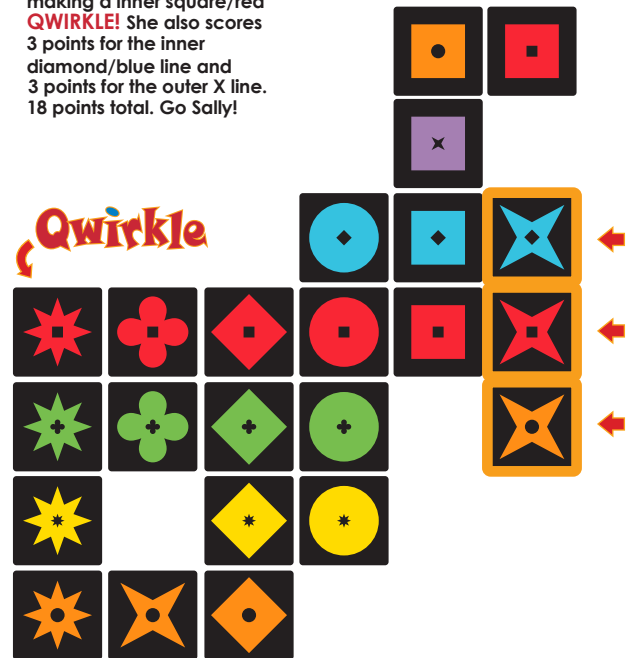 making a inner square/red
QWIRKLE! She also scores
3 points for the inner
diamond/blue line and
3 points for the outer X line.
18 points total. Go Sally!
Qwirkle